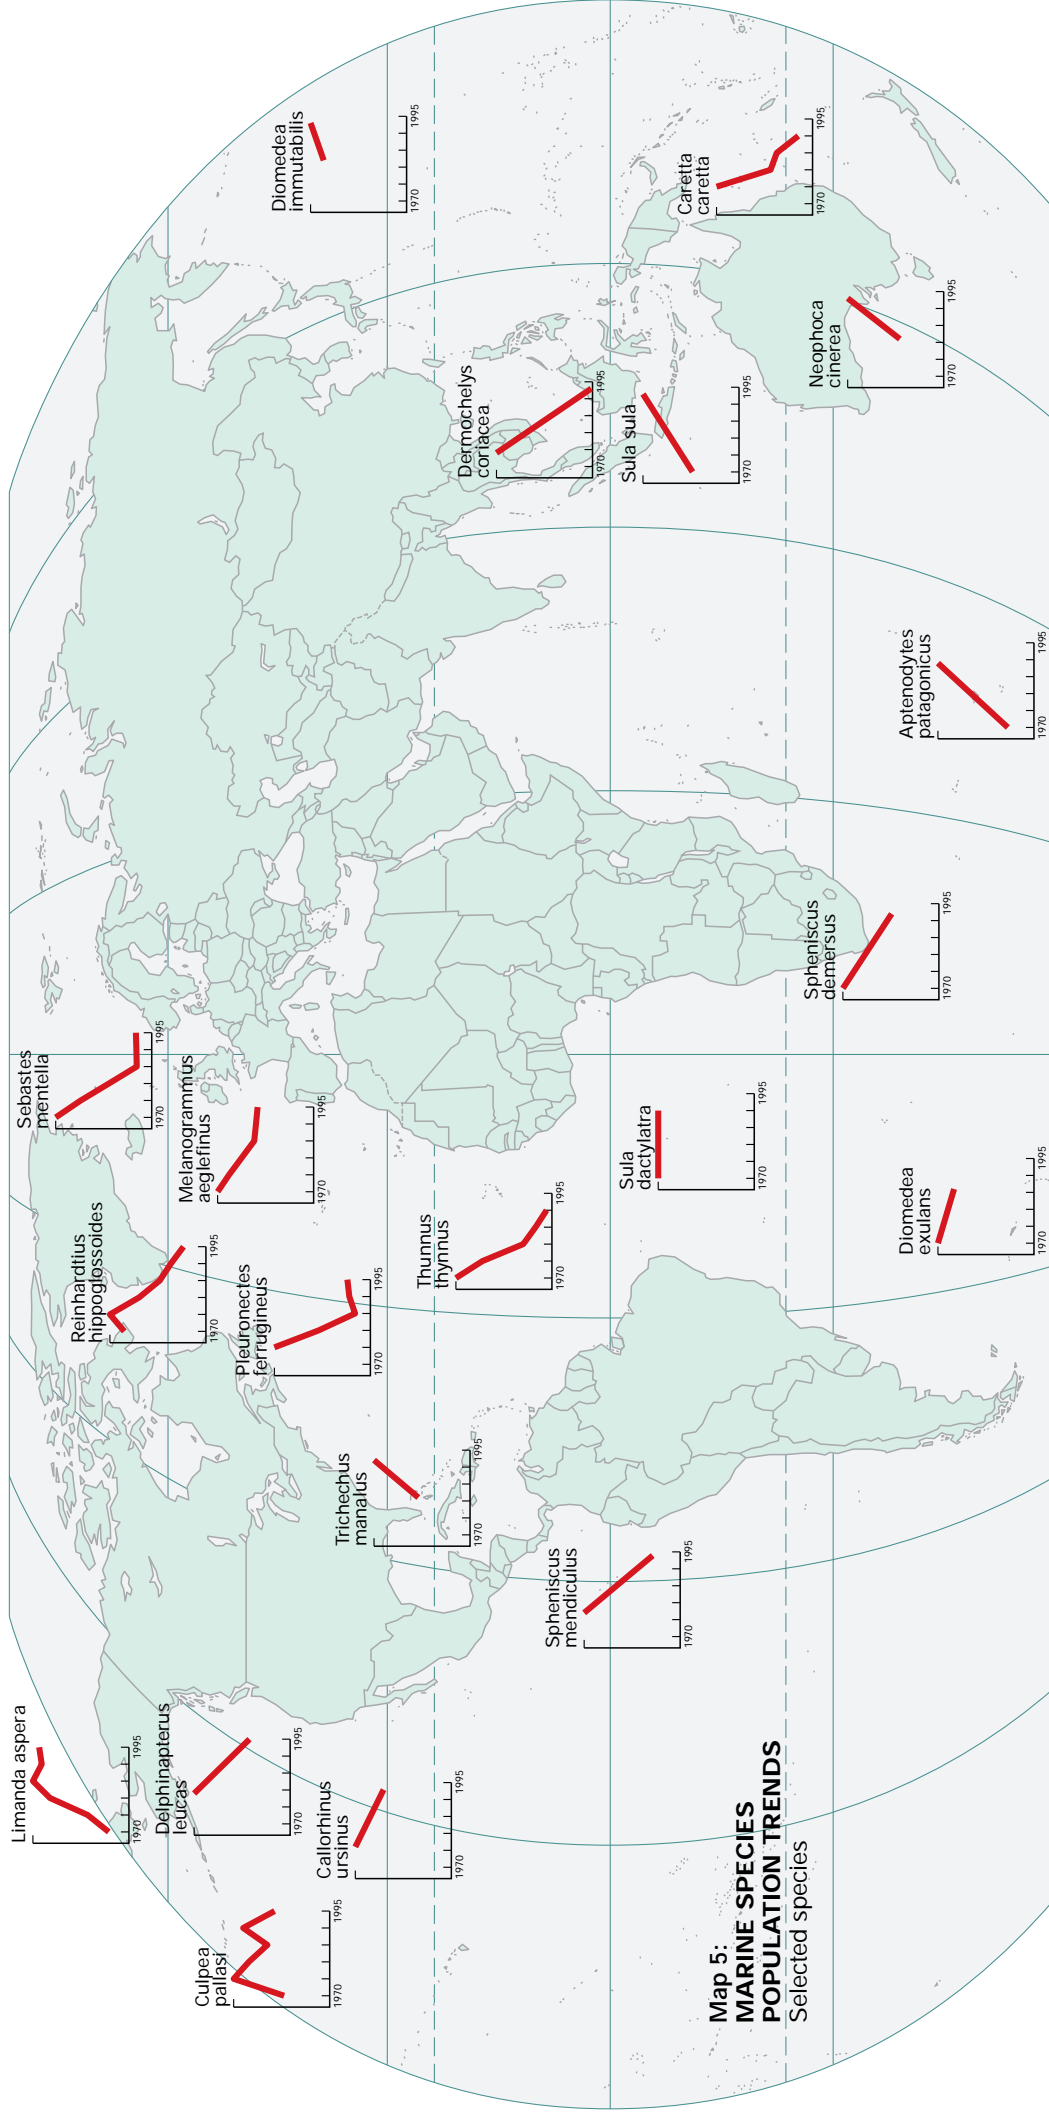 Limanda aspera
1970
1995
Delphinapterus
leucas
1970
1995
Culpea
pallasi
1970
1995
Callorhinus
ursinus
1970
1995
Reinhardtius
hippoglossoides
1970
1995
Pleuronectes
ferrugineus
1970
1995
Trichechus
manalus
1970
1995
Spheniscus
mendiculus
1970
1995
Sebastes
mentella
1970
1995
Melanogrammus
aeglefinus
1970
1995
Thunnus
thynnus
1970
1995
Sula
dactylatra
1970
1995
Diomedea
exulans
1970
1995
Spheniscus
demersus
1970
1995
Aptenodytes
patagonicus
1970
1995
Dermochelys
coriacea
1970
1995
Sula sula
1970
1995
Neophoca
cinerea
1970
1995
Diomedea
immutabilis
1970
1995
Caretta
caretta
1970
1995
Map 5:
MARINE SPECIES
POPULATION TRENDS
Selected species